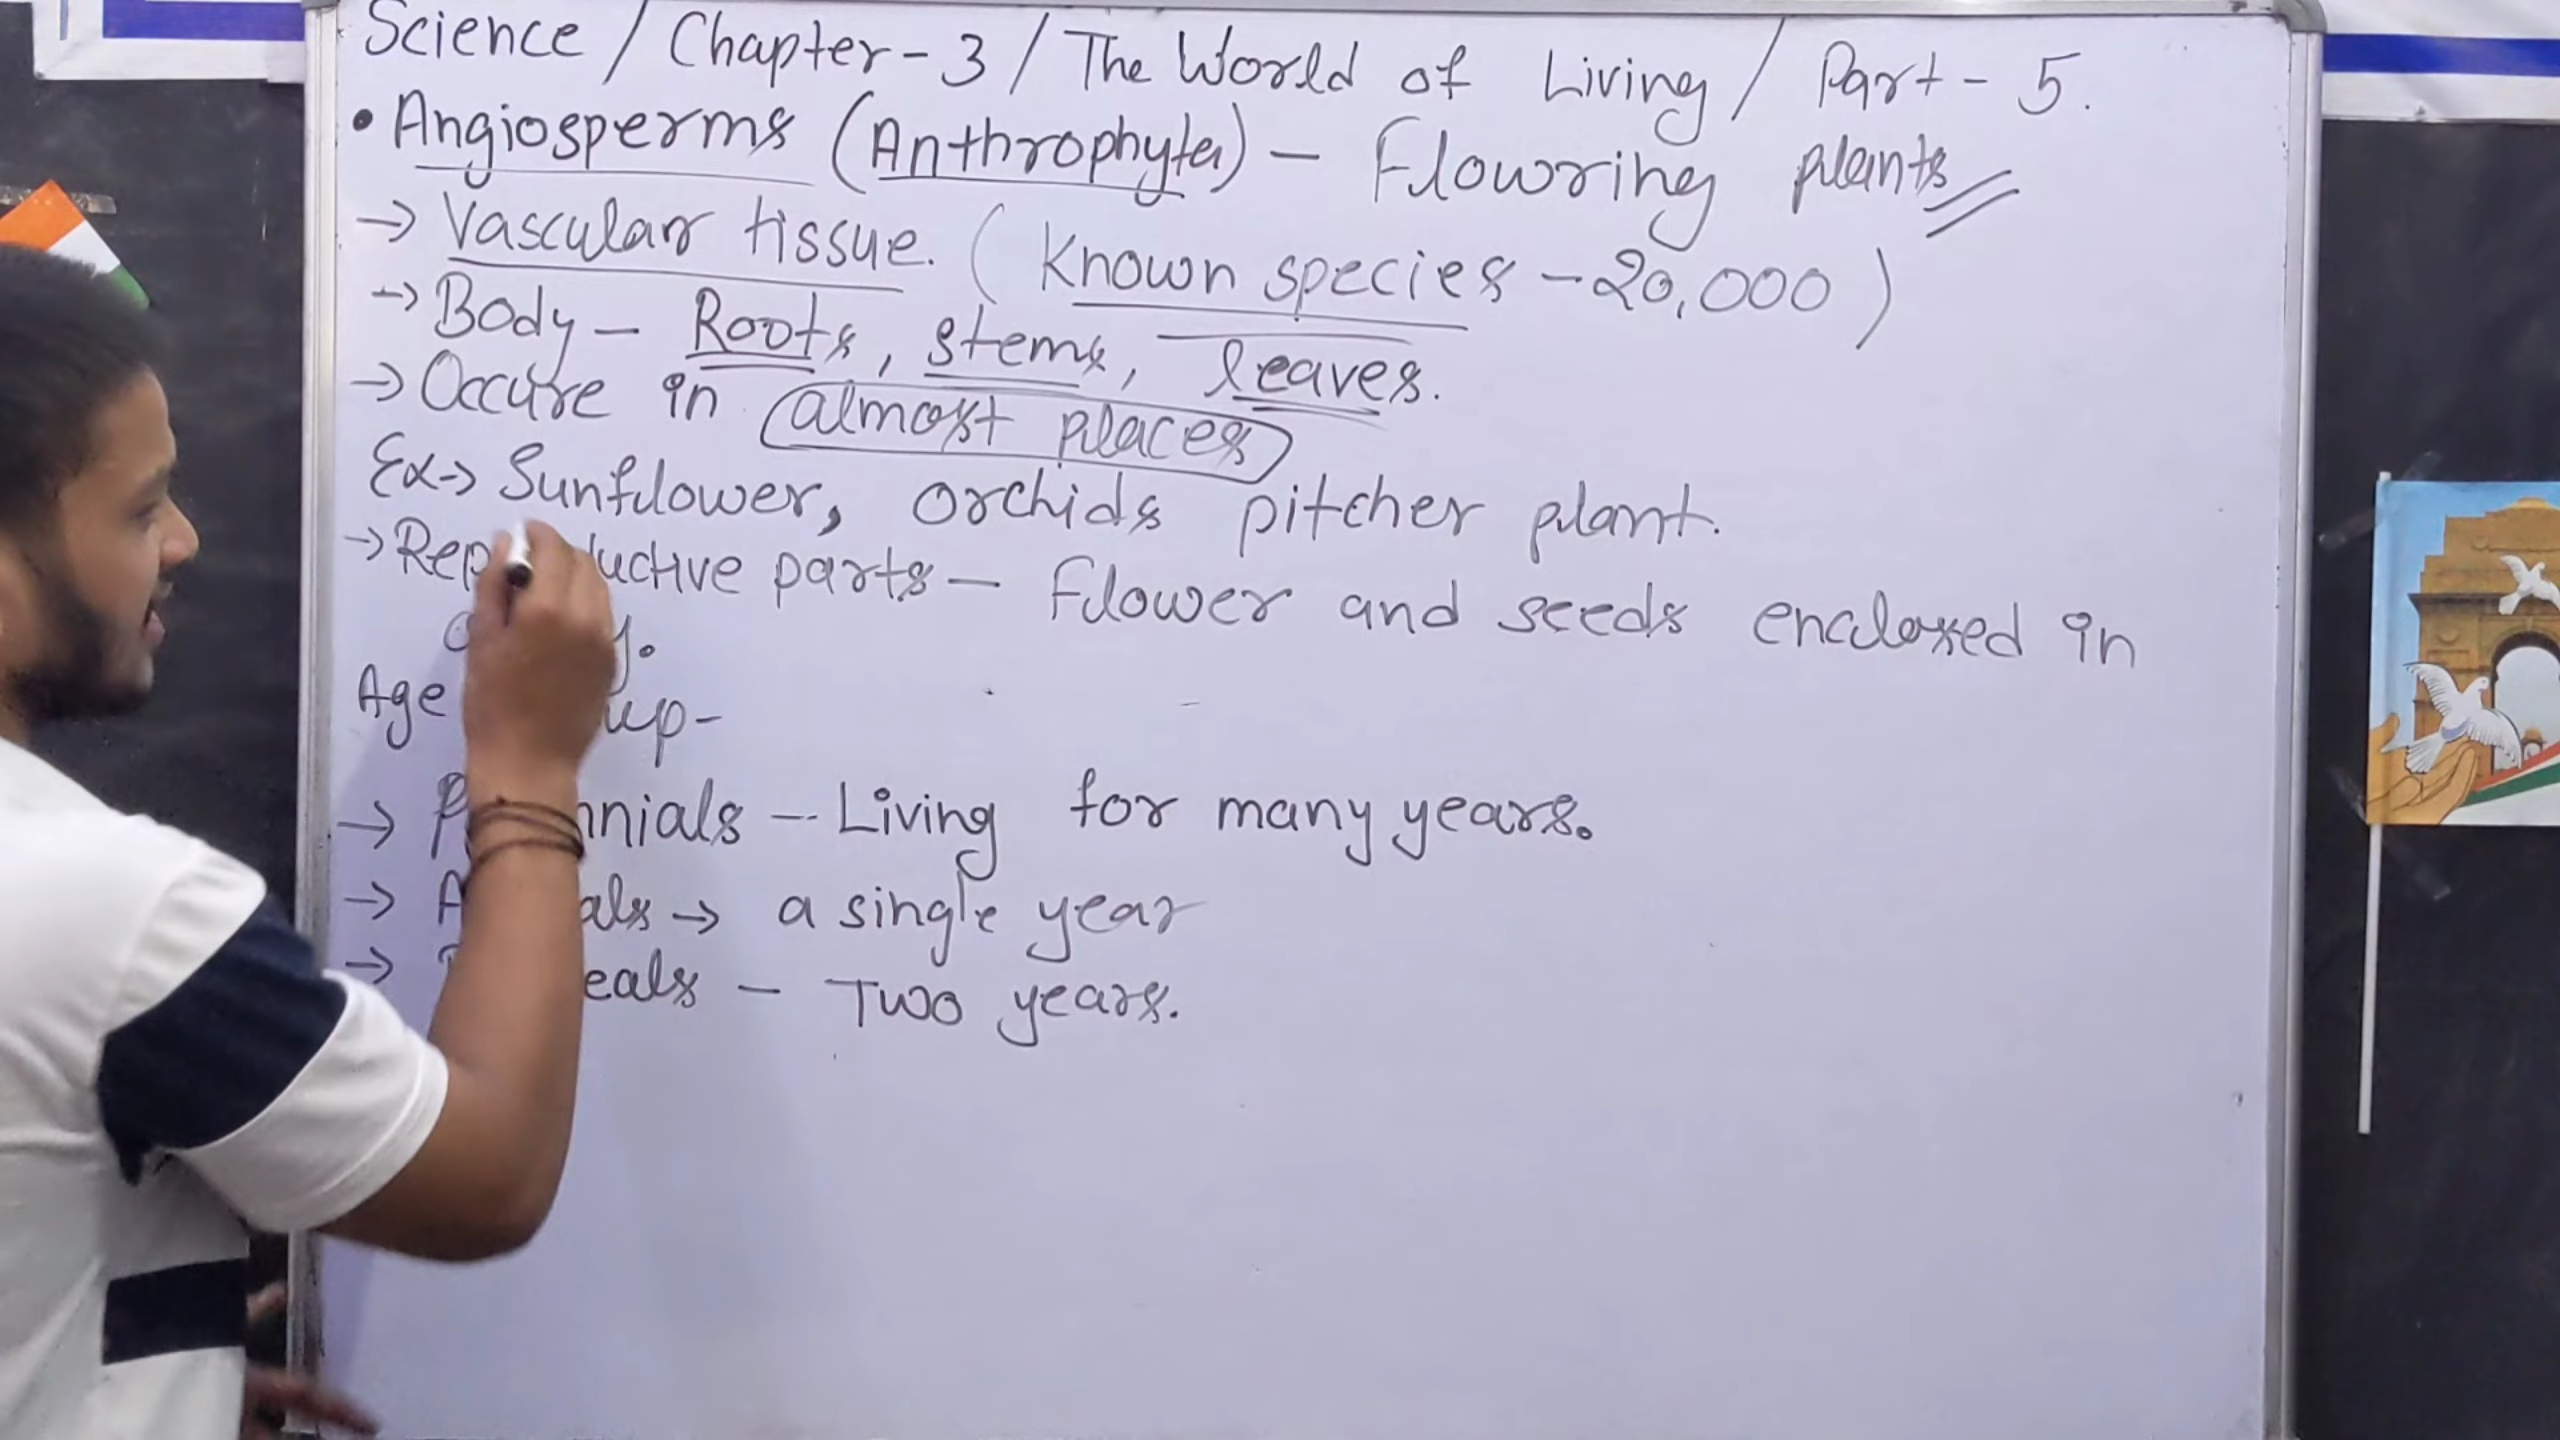 Science / Chapter - 3 / The World of Living / Part - 5.
• Angiosperms (Anthrophyta) - Flowring plants
→ Vascular tissue. (Known species - 20,000)
→ Body - Roots, stems, leaves.
→ Occure in almost places
Ex → Sunflower, orchids pitcher plant.
→ Rep uctive parts - Flower and seeds enclosed in
y.
Age up-
→ P nnials -- Living for many years.
→ A als → a single year
→ eals - Two years.